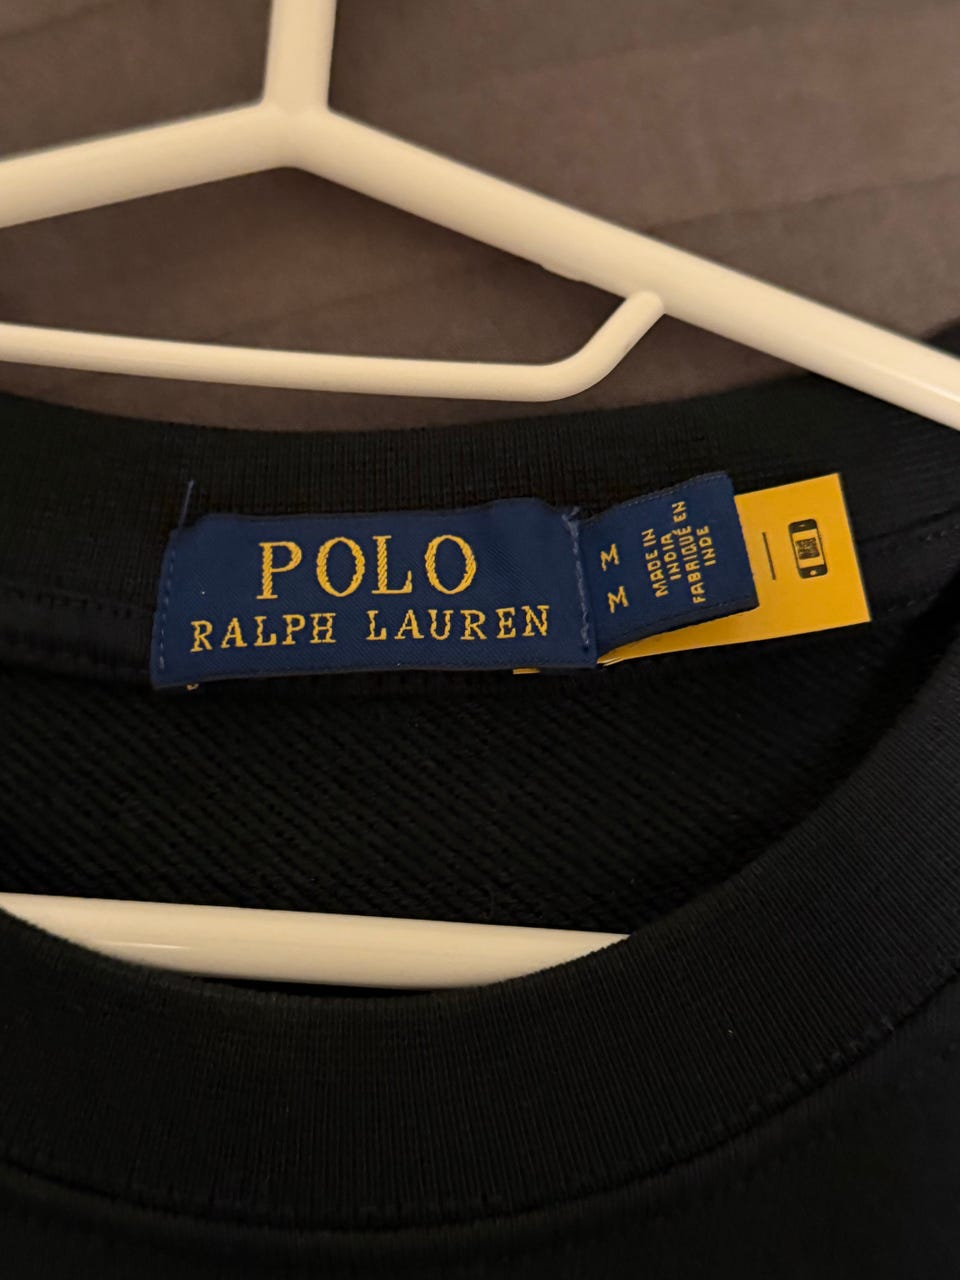 POLO
RALPH LAUREN
M
M
MADE IN
INDIA
FABRIQUÉ EN
INDE